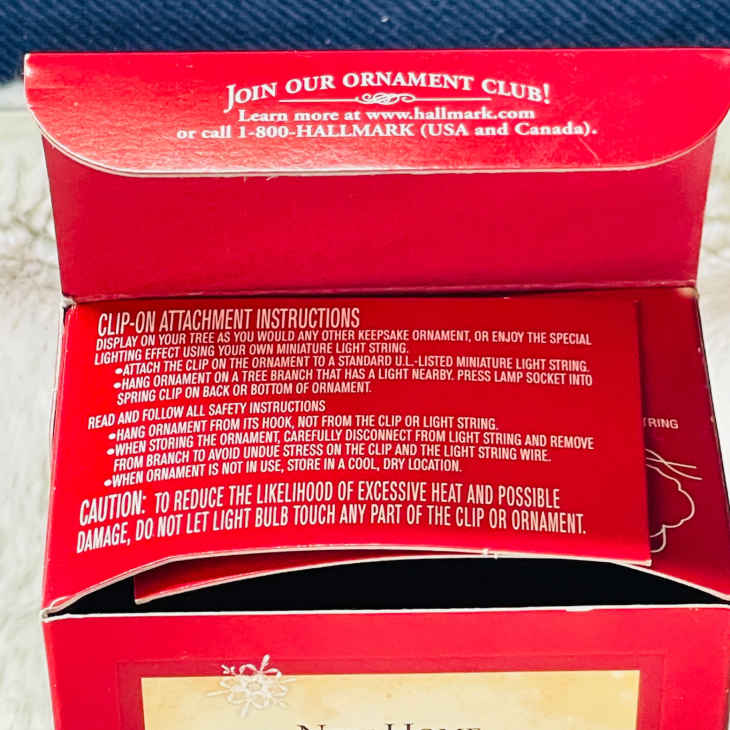 JOIN OUR ORNAMENT CLUB!
Learn more at www.hallmark.com
or call 1-800-HALLMARK (USA and Canada).
CLIP-ON ATTACHMENT INSTRUCTIONS
DISPLAY ON YOUR TREE AS YOU WOULD ANY OTHER KEEPSAKE ORNAMENT, OR ENJOY THE SPECIAL
LIGHTING EFFECT USING YOUR OWN MINIATURE LIGHT STRING.
•ATTACH THE CLIP ON THE ORNAMENT TO A STANDARD U.L.-LISTED MINIATURE LIGHT STRING.
•HANG ORNAMENT ON A TREE BRANCH THAT HAS A LIGHT NEARBY. PRESS LAMP SOCKET INTO
SPRING CLIP ON BACK OR BOTTOM OF ORNAMENT.
READ AND FOLLOW ALL SAFETY INSTRUCTIONS
•HANG ORNAMENT FROM ITS HOOK, NOT FROM THE CLIP OR LIGHT STRING.
•WHEN STORING THE ORNAMENT, CAREFULLY DISCONNECT FROM LIGHT STRING AND REMOVE
FROM BRANCH TO AVOID UNDUE STRESS ON THE CLIP AND THE LIGHT STRING WIRE.
•WHEN ORNAMENT IS NOT IN USE, STORE IN A COOL, DRY LOCATION.
CAUTION: TO REDUCE THE LIKELIHOOD OF EXCESSIVE HEAT AND POSSIBLE
DAMAGE, DO NOT LET LIGHT BULB TOUCH ANY PART OF THE CLIP OR ORNAMENT.
TRING
NEW HOME